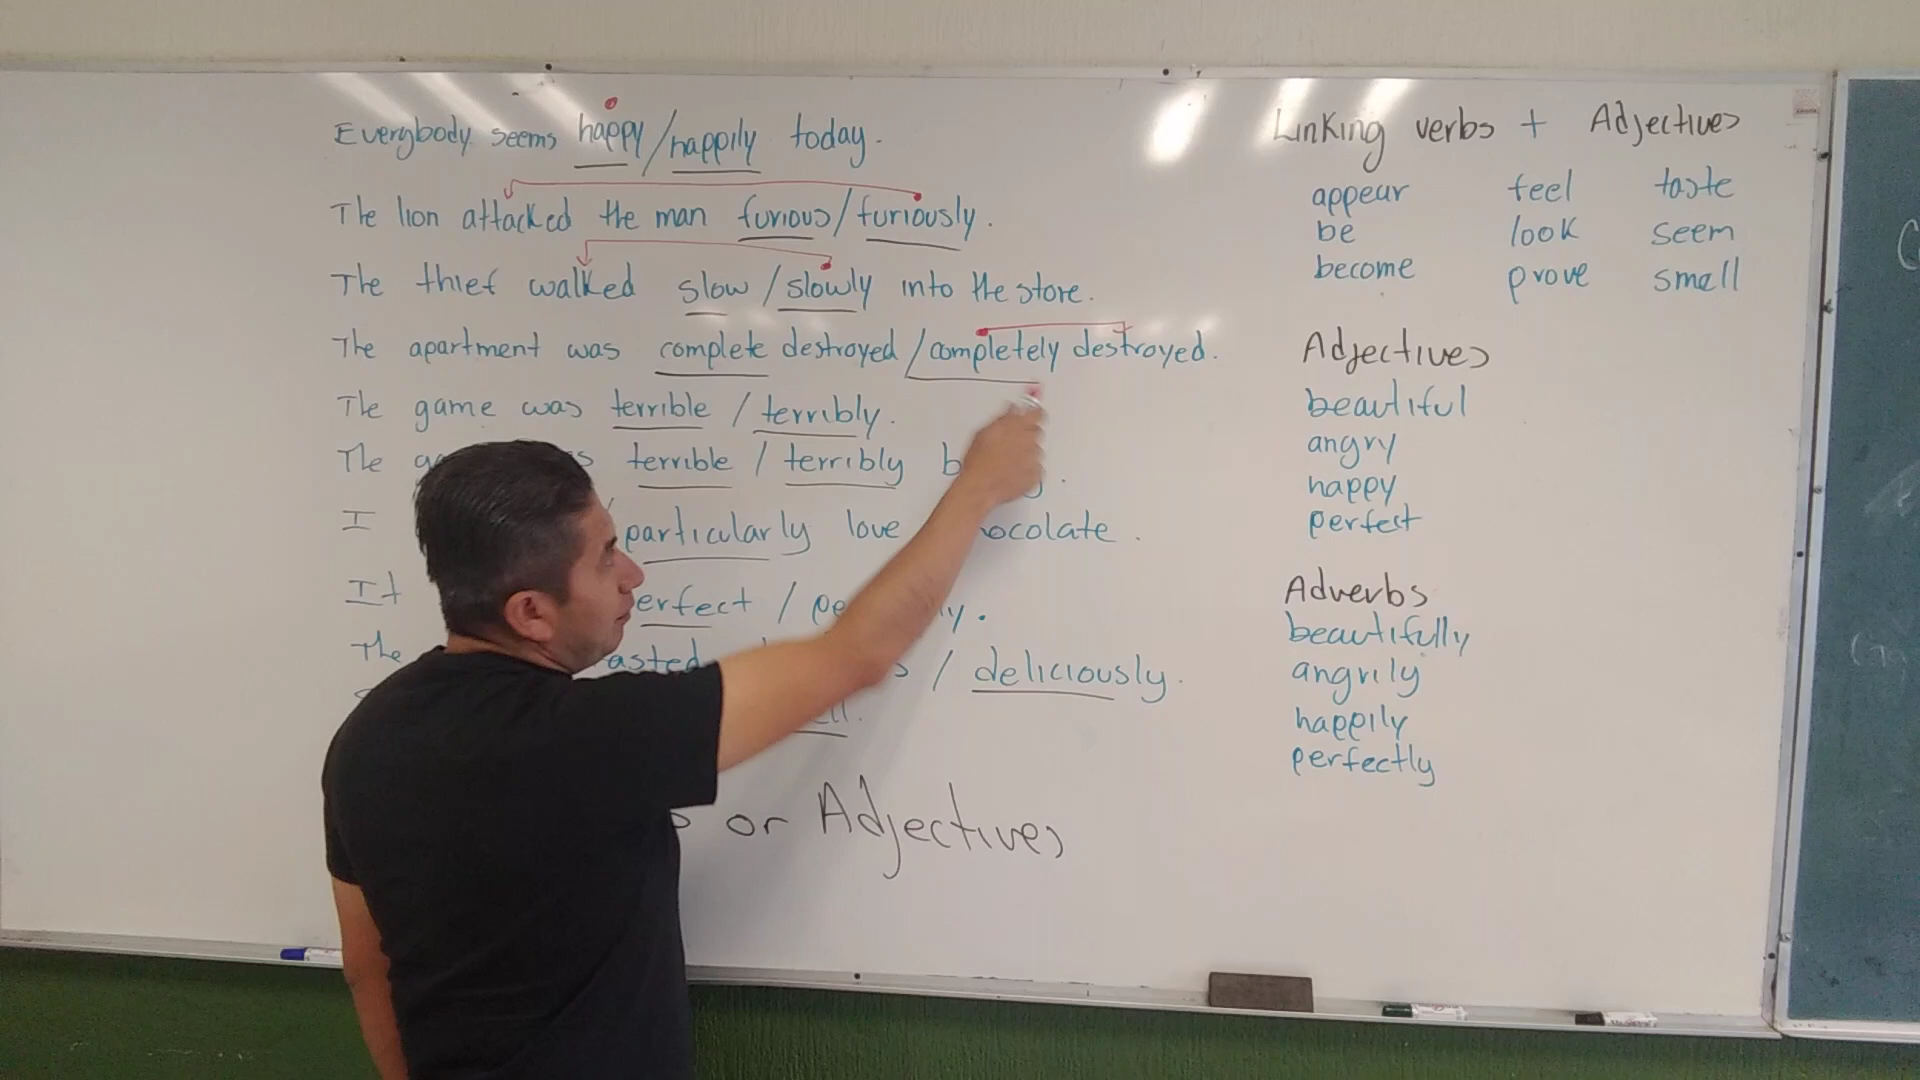 Everybody seems happy / happily today.
The lion attacked the man furious / furiously.
The thief walked slow / slowly into the store.
The apartment was complete destroyed / completely destroyed.
The game was terrible / terribly.
The terrible / terribly
I particularly love
It / 
The / deliciously.
or Adjectives
Linking verbs + Adjectives
appear feel taste
be look seem
become prove smell
Adjectives
beautiful
angry
happy
perfect
Adverbs
beautifully
angrily
happily
perfectly